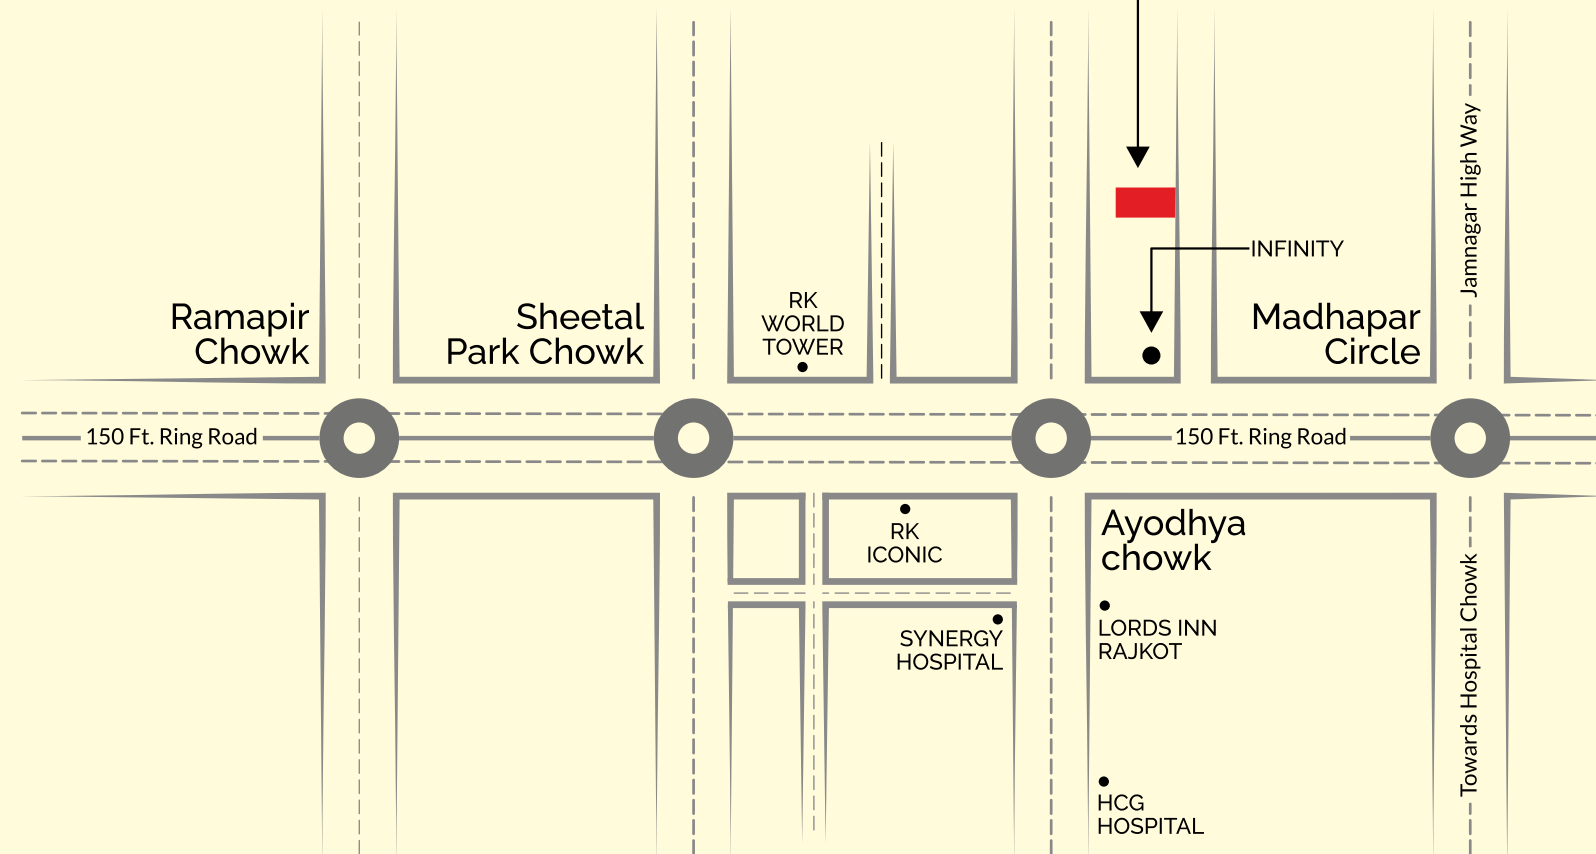 Jamnagar High Way
INFINITY
RK
WORLD
TOWER
Ramapir
Chowk
Sheetal
Park Chowk
Madhapar
Circle
150 Ft. Ring Road
150 Ft. Ring Road
RK
ICONIC
Ayodhya
chowk
SYNERGY
HOSPITAL
LORDS INN
RAJKOT
Towards Hospital Chowk
HCG
HOSPITAL